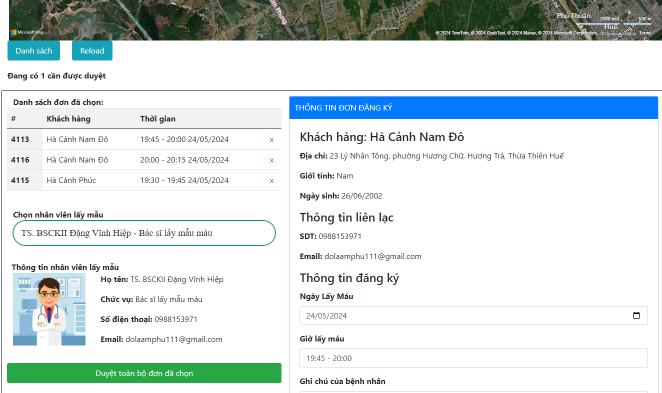 Phú Thuận
2500 feet 500 m
Huế
Microsoft Bing
© 2024 TomTom, © 2024 Microsoft Corporation, Terms
Danh sách Reload
Đang có 1 cần được duyệt
Danh sách đơn đã chọn:
# Khách hàng Thời gian
4113 Hà Cảnh Nam Đô 19:45 - 20:00 24/05/2024 x
4116 Hà Cảnh Nam Đô 20:00 - 20:15 24/05/2024 x
4115 Hà Cảnh Phúc 19:30 - 19:45 24/05/2024 x
Chọn nhân viên lấy mẫu
TS. BSCKII Đặng Vĩnh Hiệp - Bác sĩ lấy mẫu máu
Thông tin nhân viên lấy mẫu
Họ tên: TS. BSCKII Đặng Vĩnh Hiệp
Chức vụ: Bác sĩ lấy mẫu máu
Số điện thoại: 0988153971
Email: dolaamphu111@gmail.com
Duyệt toàn bộ đơn đã chọn
THÔNG TIN ĐƠN ĐĂNG KÝ
Khách hàng: Hà Cảnh Nam Đô
Địa chỉ: 23 Lý Nhân Tông, phường Hương Chữ, Hương Trà, Thừa Thiên Huế
Giới tính: Nam
Ngày sinh: 26/06/2002
Thông tin liên lạc
SDT: 0988153971
Email: dolaamphu111@gmail.com
Thông tin đăng ký
Ngày Lấy Máu
24/05/2024
Giờ lấy máu
19:45 - 20:00
Ghi chú của bệnh nhân